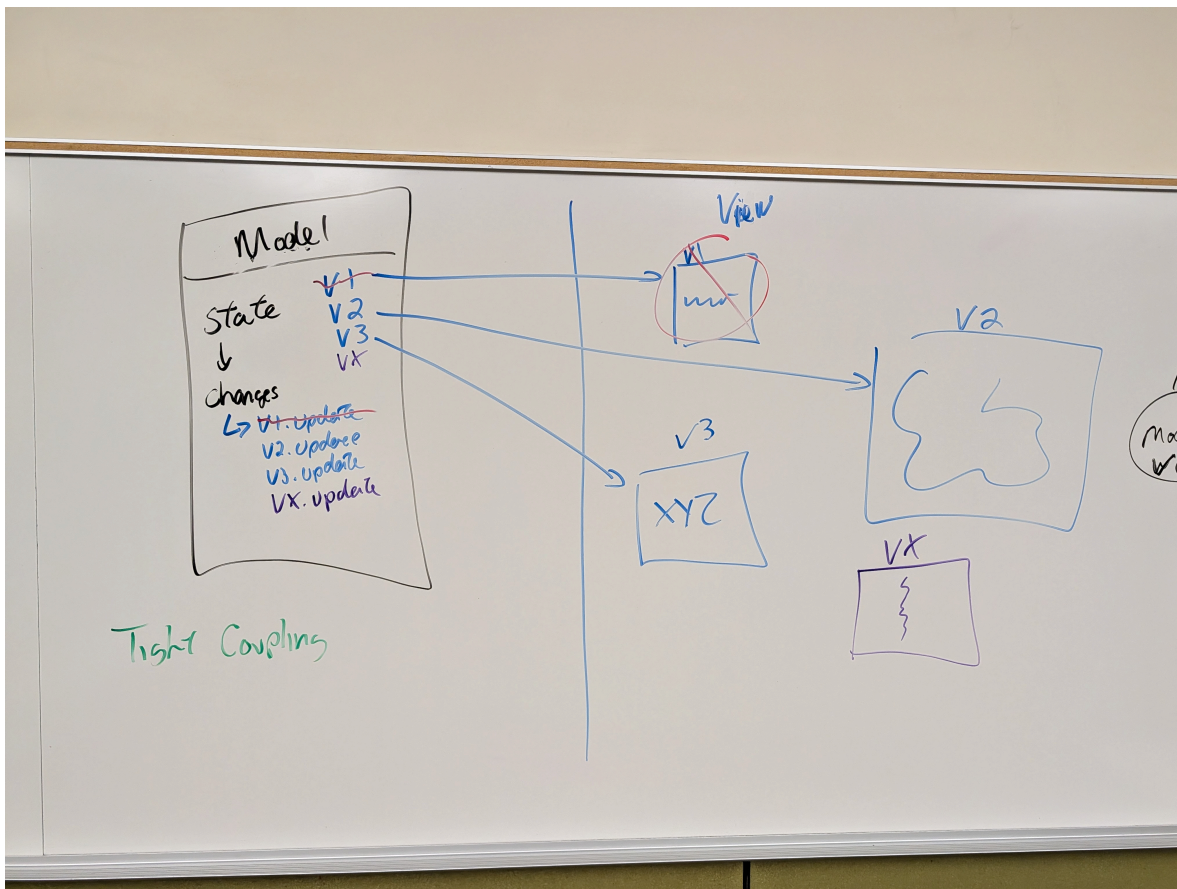 Model
State
V1
V2
V3
VX
Changes
V1.update
V2.update
V3.update
VX.update
Tight Coupling
View
V1
V2
V3
XYZ
VX